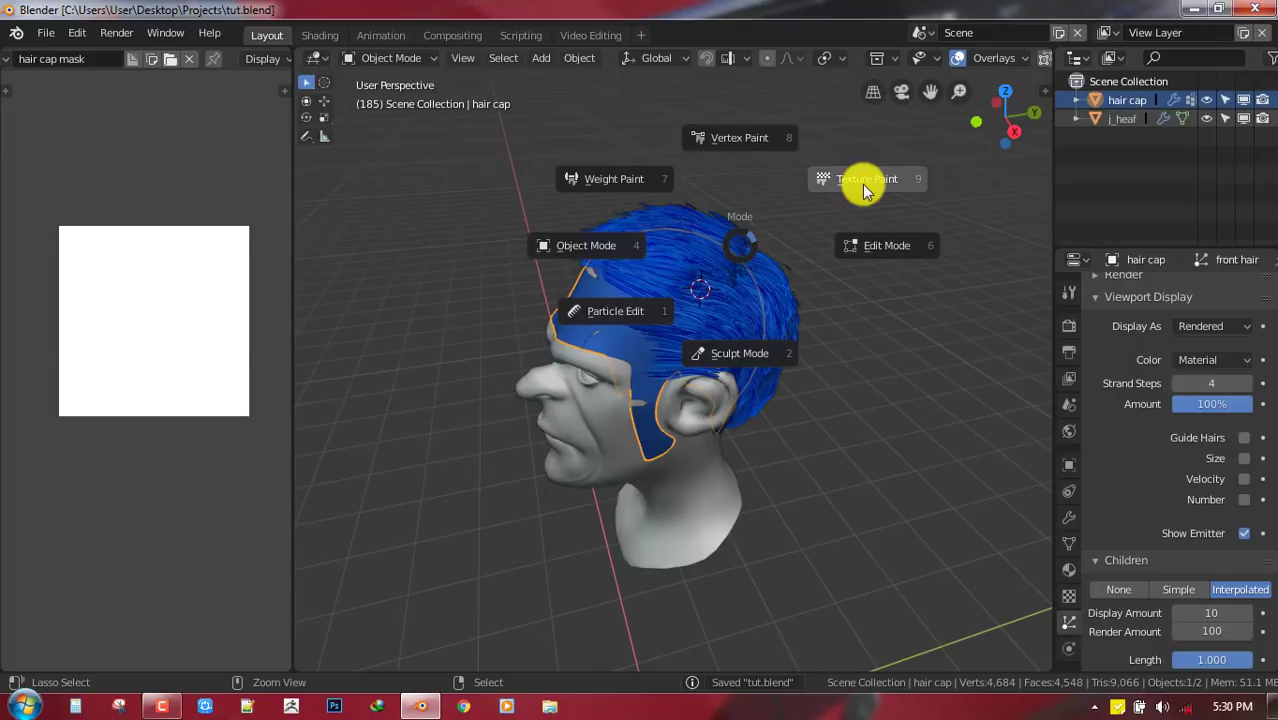 Blender [C:\Users\User\Desktop\Projects\tut.blend]
File Edit Render Window Help Layout Shading Animation Compositing Scripting Video Editing + Scene View Layer
hair cap mask Display Object Mode View Select Add Object Global Overlays
User Perspective
(185) Scene Collection | hair cap
Scene Collection
hair cap
j_heaf
Z
Y
X
Vertex Paint 8
Weight Paint 7
Texture Paint 9
Mode
Object Mode 4
Edit Mode 6
Particle Edit 1
Sculpt Mode 2
hair cap front hair
Render
Viewport Display
Display As Rendered
Color Material
Strand Steps 4
Amount 100%
Guide Hairs
Size
Velocity
Number
Show Emitter
Children
None Simple Interpolated
Display Amount 10
Render Amount 100
Length 1.000
Lasso Select Zoom View Select Saved "tut.blend" Scene Collection | hair cap | Verts:4,684 | Faces:4,548 | Tris:9,066 | Objects:1/2 | Mem: 51.1 M
C Ps 5:30 PM